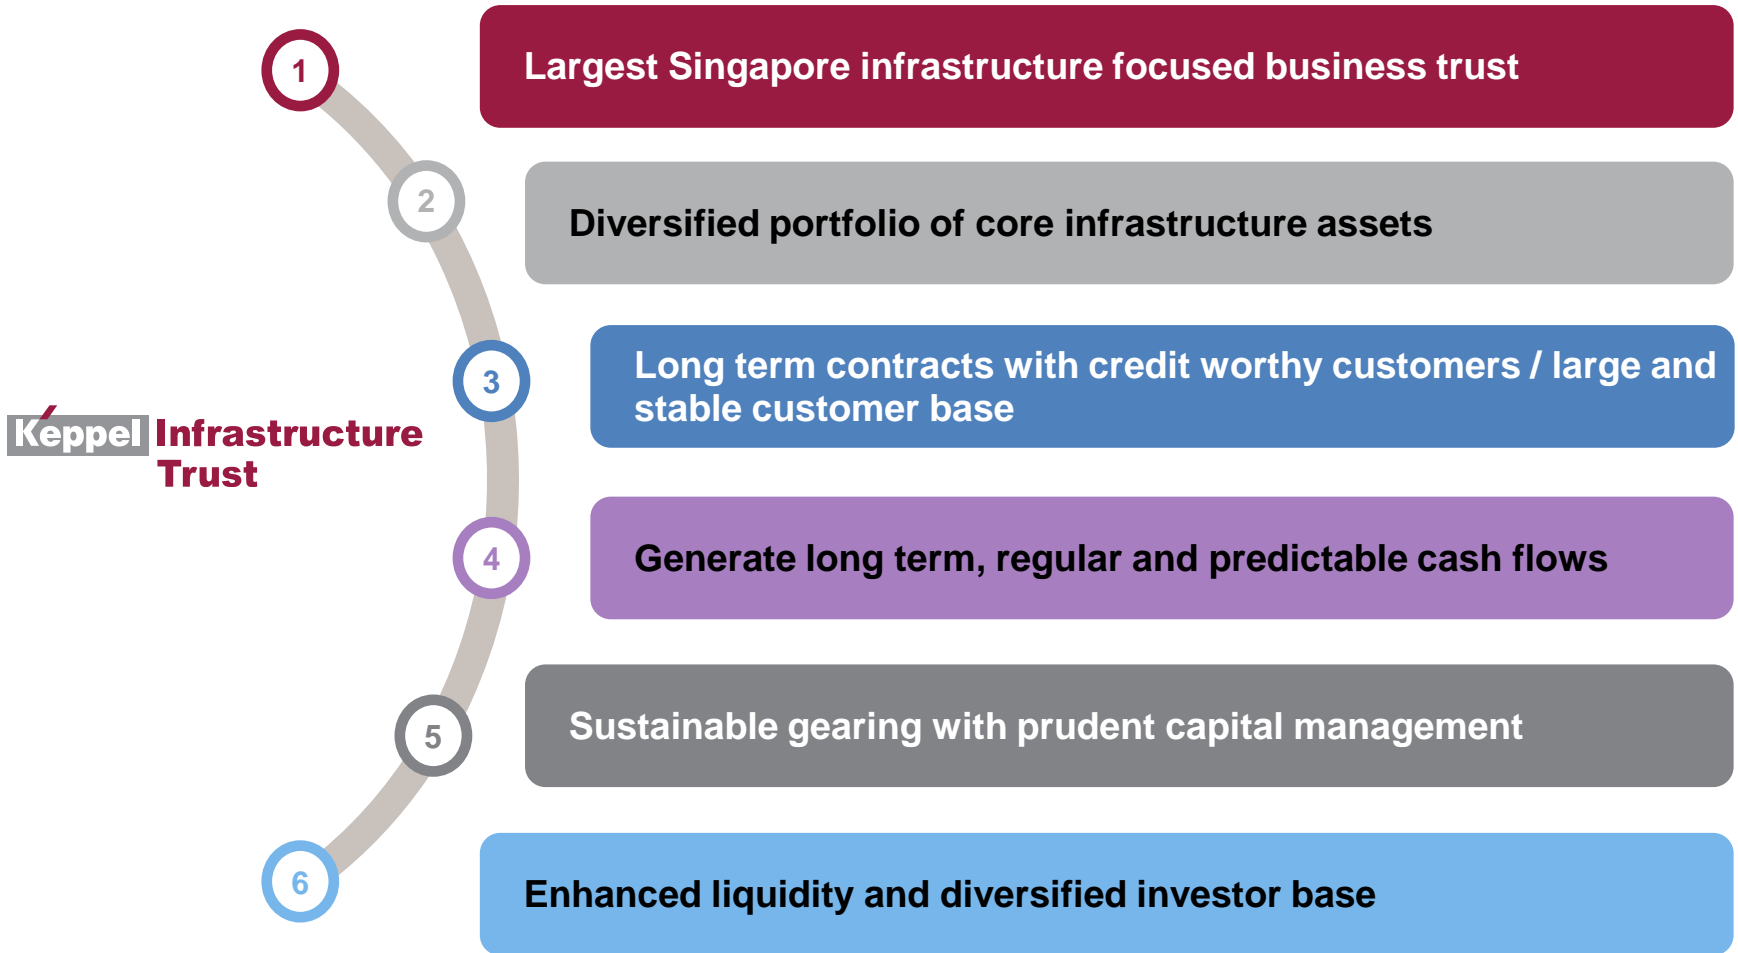 1
Largest Singapore infrastructure focused business trust
2
Diversified portfolio of core infrastructure assets
3
Long term contracts with credit worthy customers / large and
stable customer base
Keppel Infrastructure
Trust
4
Generate long term, regular and predictable cash flows
5
Sustainable gearing with prudent capital management
6
Enhanced liquidity and diversified investor base